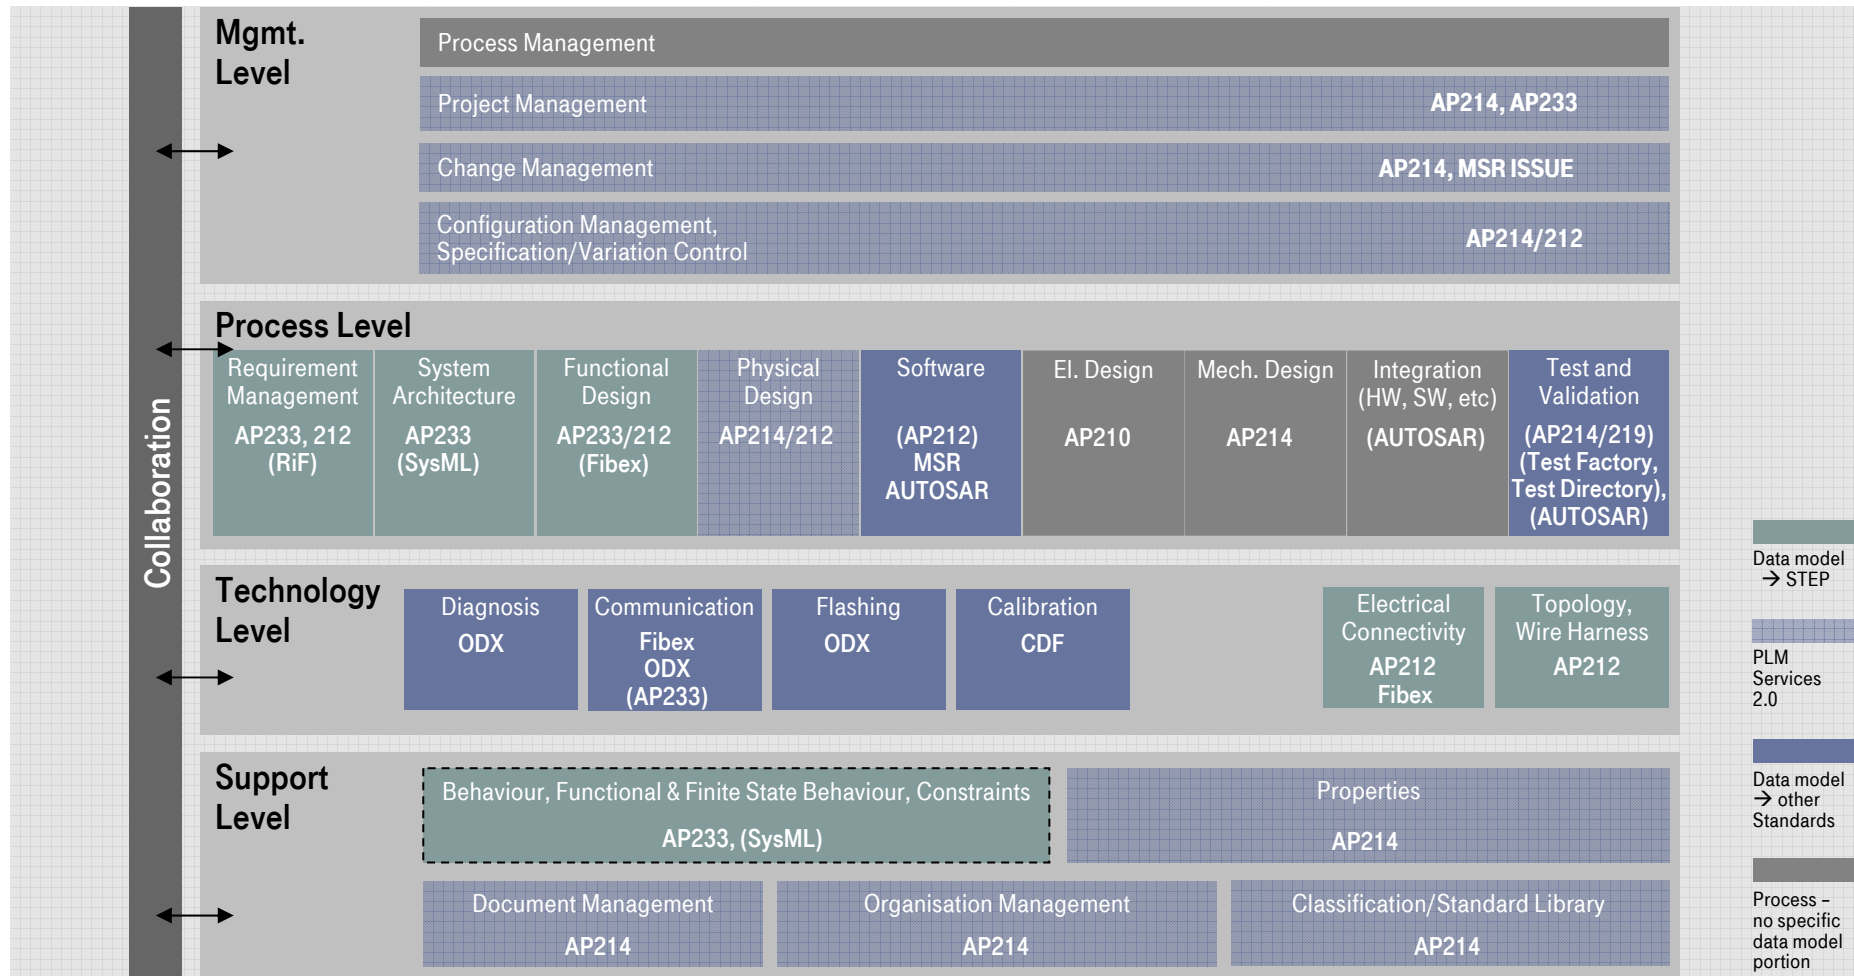 Collaboration
Mgmt.
Level
Process Management
Project Management
AP214, AP233
Change Management
AP214, MSR ISSUE
Configuration Management,
Specification/Variation Control
AP214/212
Process Level
Requirement
Management
AP233, 212
(RiF)
System
Architecture
AP233
(SysML)
Functional
Design
AP233/212
(Fibex)
Physical
Design
AP214/212
Software
(AP212)
MSR
AUTOSAR
El. Design
AP210
Mech. Design
AP214
Integration
(HW, SW, etc)
(AUTOSAR)
Test and
Validation
(AP214/219)
(Test Factory,
Test Directory),
(AUTOSAR)
Technology
Level
Diagnosis
ODX
Communication
Fibex
ODX
(AP233)
Flashing
ODX
Calibration
CDF
Electrical
Connectivity
AP212
Fibex
Topology,
Wire Harness
AP212
Support
Level
Behaviour, Functional & Finite State Behaviour, Constraints
AP233, (SysML)
Properties
AP214
Document Management
AP214
Organisation Management
AP214
Classification/Standard Library
AP214
Data model
→ STEP
PLM
Services
2.0
Data model
→ other
Standards
Process –
no specific
data model
portion